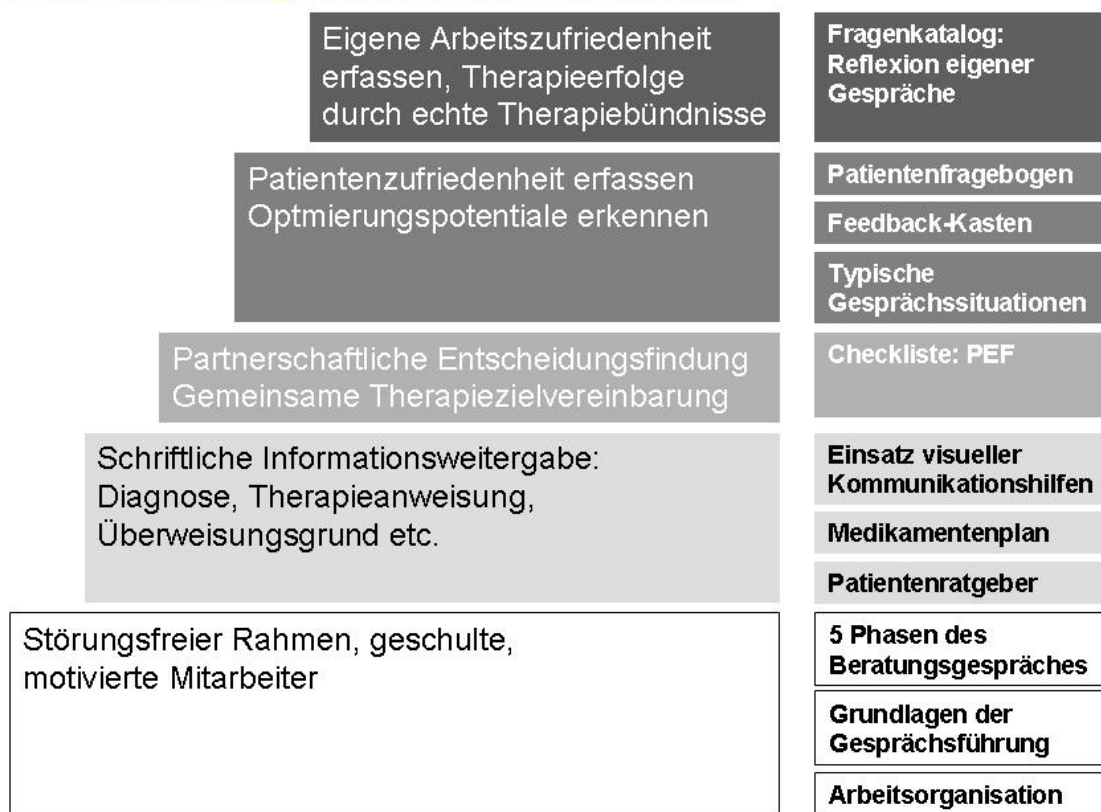 Eigene Arbeitszufriedenheit
erfassen, Therapieerfolge
durch echte Therapiebündnisse
Fragenkatalog:
Reflexion eigener
Gespräche
Patientenzufriedenheit erfassen
Optmierungspotentiale erkennen
Patientenfragebogen
Feedback-Kasten
Typische
Gesprächssituationen
Partnerschaftliche Entscheidungsfindung
Gemeinsame Therapiezielvereinbarung
Checkliste: PEF
Schriftliche Informationsweitergabe:
Diagnose, Therapieanweisung,
Überweisungsgrund etc.
Einsatz visueller
Kommunikationshilfen
Medikamentenplan
Patientenratgeber
Störungsfreier Rahmen, geschulte,
motivierte Mitarbeiter
5 Phasen des
Beratungsgespräches
Grundlagen der
Gesprächsführung
Arbeitsorganisation